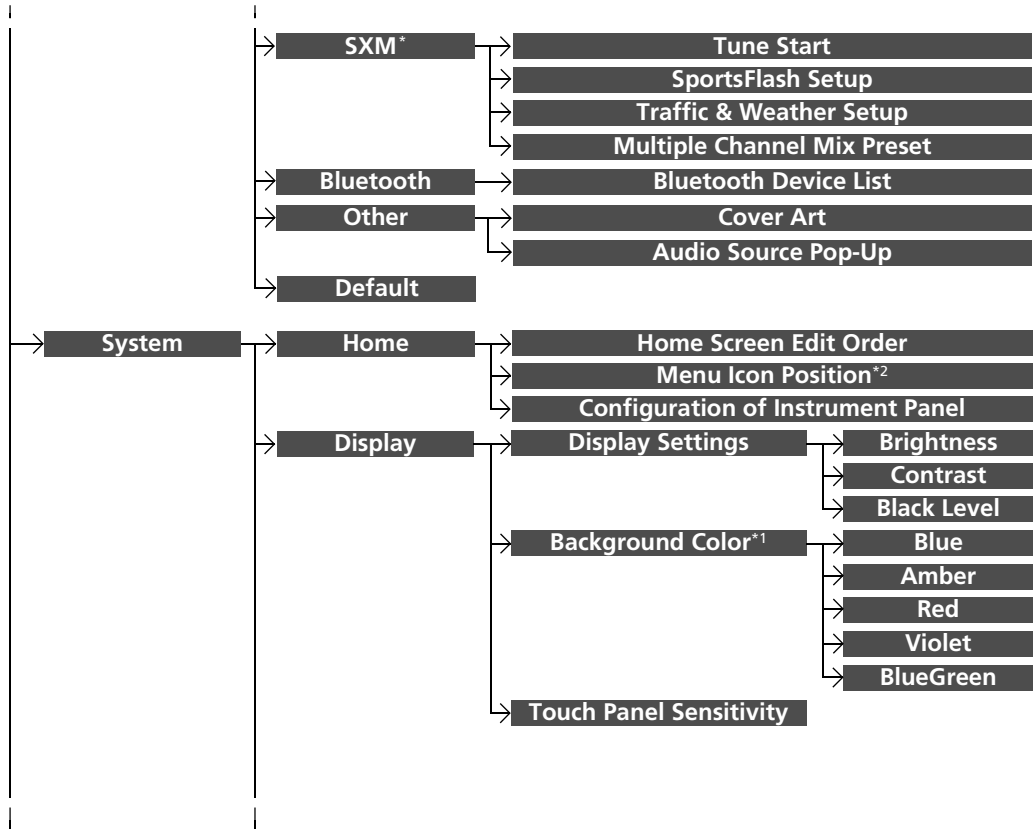 SXM* Tune Start
SportsFlash Setup
Traffic & Weather Setup
Multiple Channel Mix Preset
Bluetooth Bluetooth Device List
Other Cover Art
Audio Source Pop-Up
Default
System Home Home Screen Edit Order
Menu Icon Position*2
Configuration of Instrument Panel
Display Display Settings Brightness
Contrast
Black Level
Background Color*1 Blue
Amber
Red
Violet
BlueGreen
Touch Panel Sensitivity